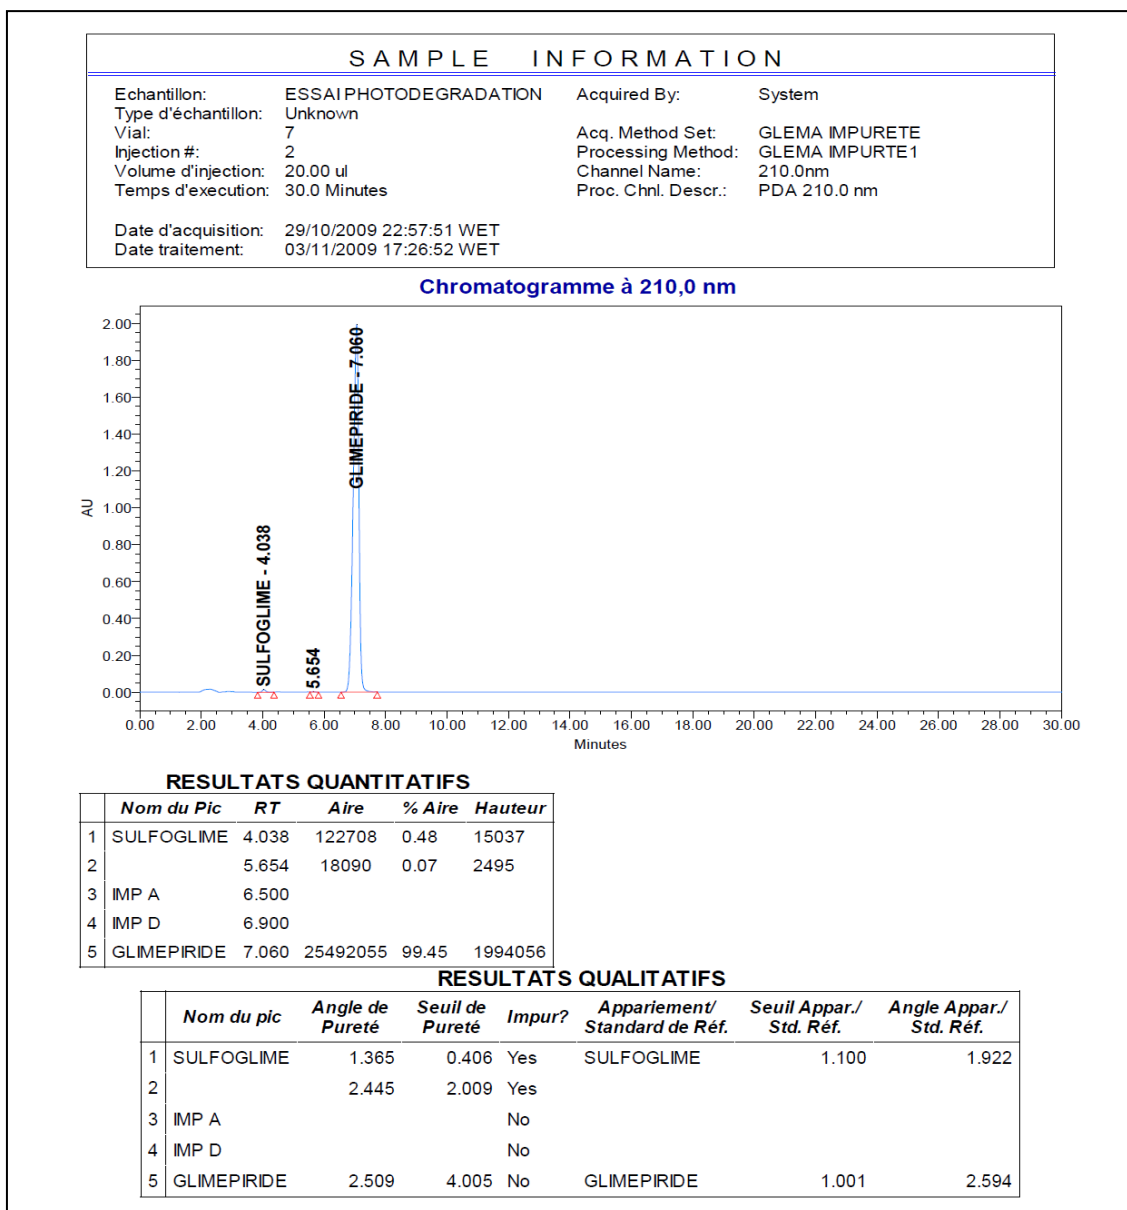 SAMPLE INFORMATION
Echantillon: ESSAI PHOTODEGRADATION Acquired By: System
Type d'échantillon: Unknown
Vial: 7 Acq. Method Set: GLEMA IMPURETE
Injection #: 2 Processing Method: GLEMA IMPURTE1
Volume d'injection: 20.00 ul Channel Name: 210.0nm
Temps d'execution: 30.0 Minutes Proc. Chnl. Descr.: PDA 210.0 nm
Date d'acquisition: 29/10/2009 22:57:51 WET
Date traitement: 03/11/2009 17:26:52 WET
Chromatogramme à 210,0 nm
AU
2.00
1.80
1.60
1.40
1.20
1.00
0.80
0.60
0.40
0.20
0.00
SULFOGLIME - 4.038
5.654
GLIMEPIRIDE - 7.060
0.00 2.00 4.00 6.00 8.00 10.00 12.00 14.00 16.00 18.00 20.00 22.00 24.00 26.00 28.00 30.00
Minutes
RESULTATS QUANTITATIFS
Nom du Pic RT Aire % Aire Hauteur
1 SULFOGLIME 4.038 122708 0.48 15037
2 5.654 18090 0.07 2495
3 IMP A 6.500
4 IMP D 6.900
5 GLIMEPIRIDE 7.060 25492055 99.45 1994056
RESULTATS QUALITATIFS
Nom du pic Angle de Pureté Seuil de Pureté Impur? Appariement/ Standard de Réf. Seuil Appar./ Std. Réf. Angle Appar./ Std. Réf.
1 SULFOGLIME 1.365 0.406 Yes SULFOGLIME 1.100 1.922
2 2.445 2.009 Yes
3 IMP A No
4 IMP D No
5 GLIMEPIRIDE 2.509 4.005 No GLIMEPIRIDE 1.001 2.594